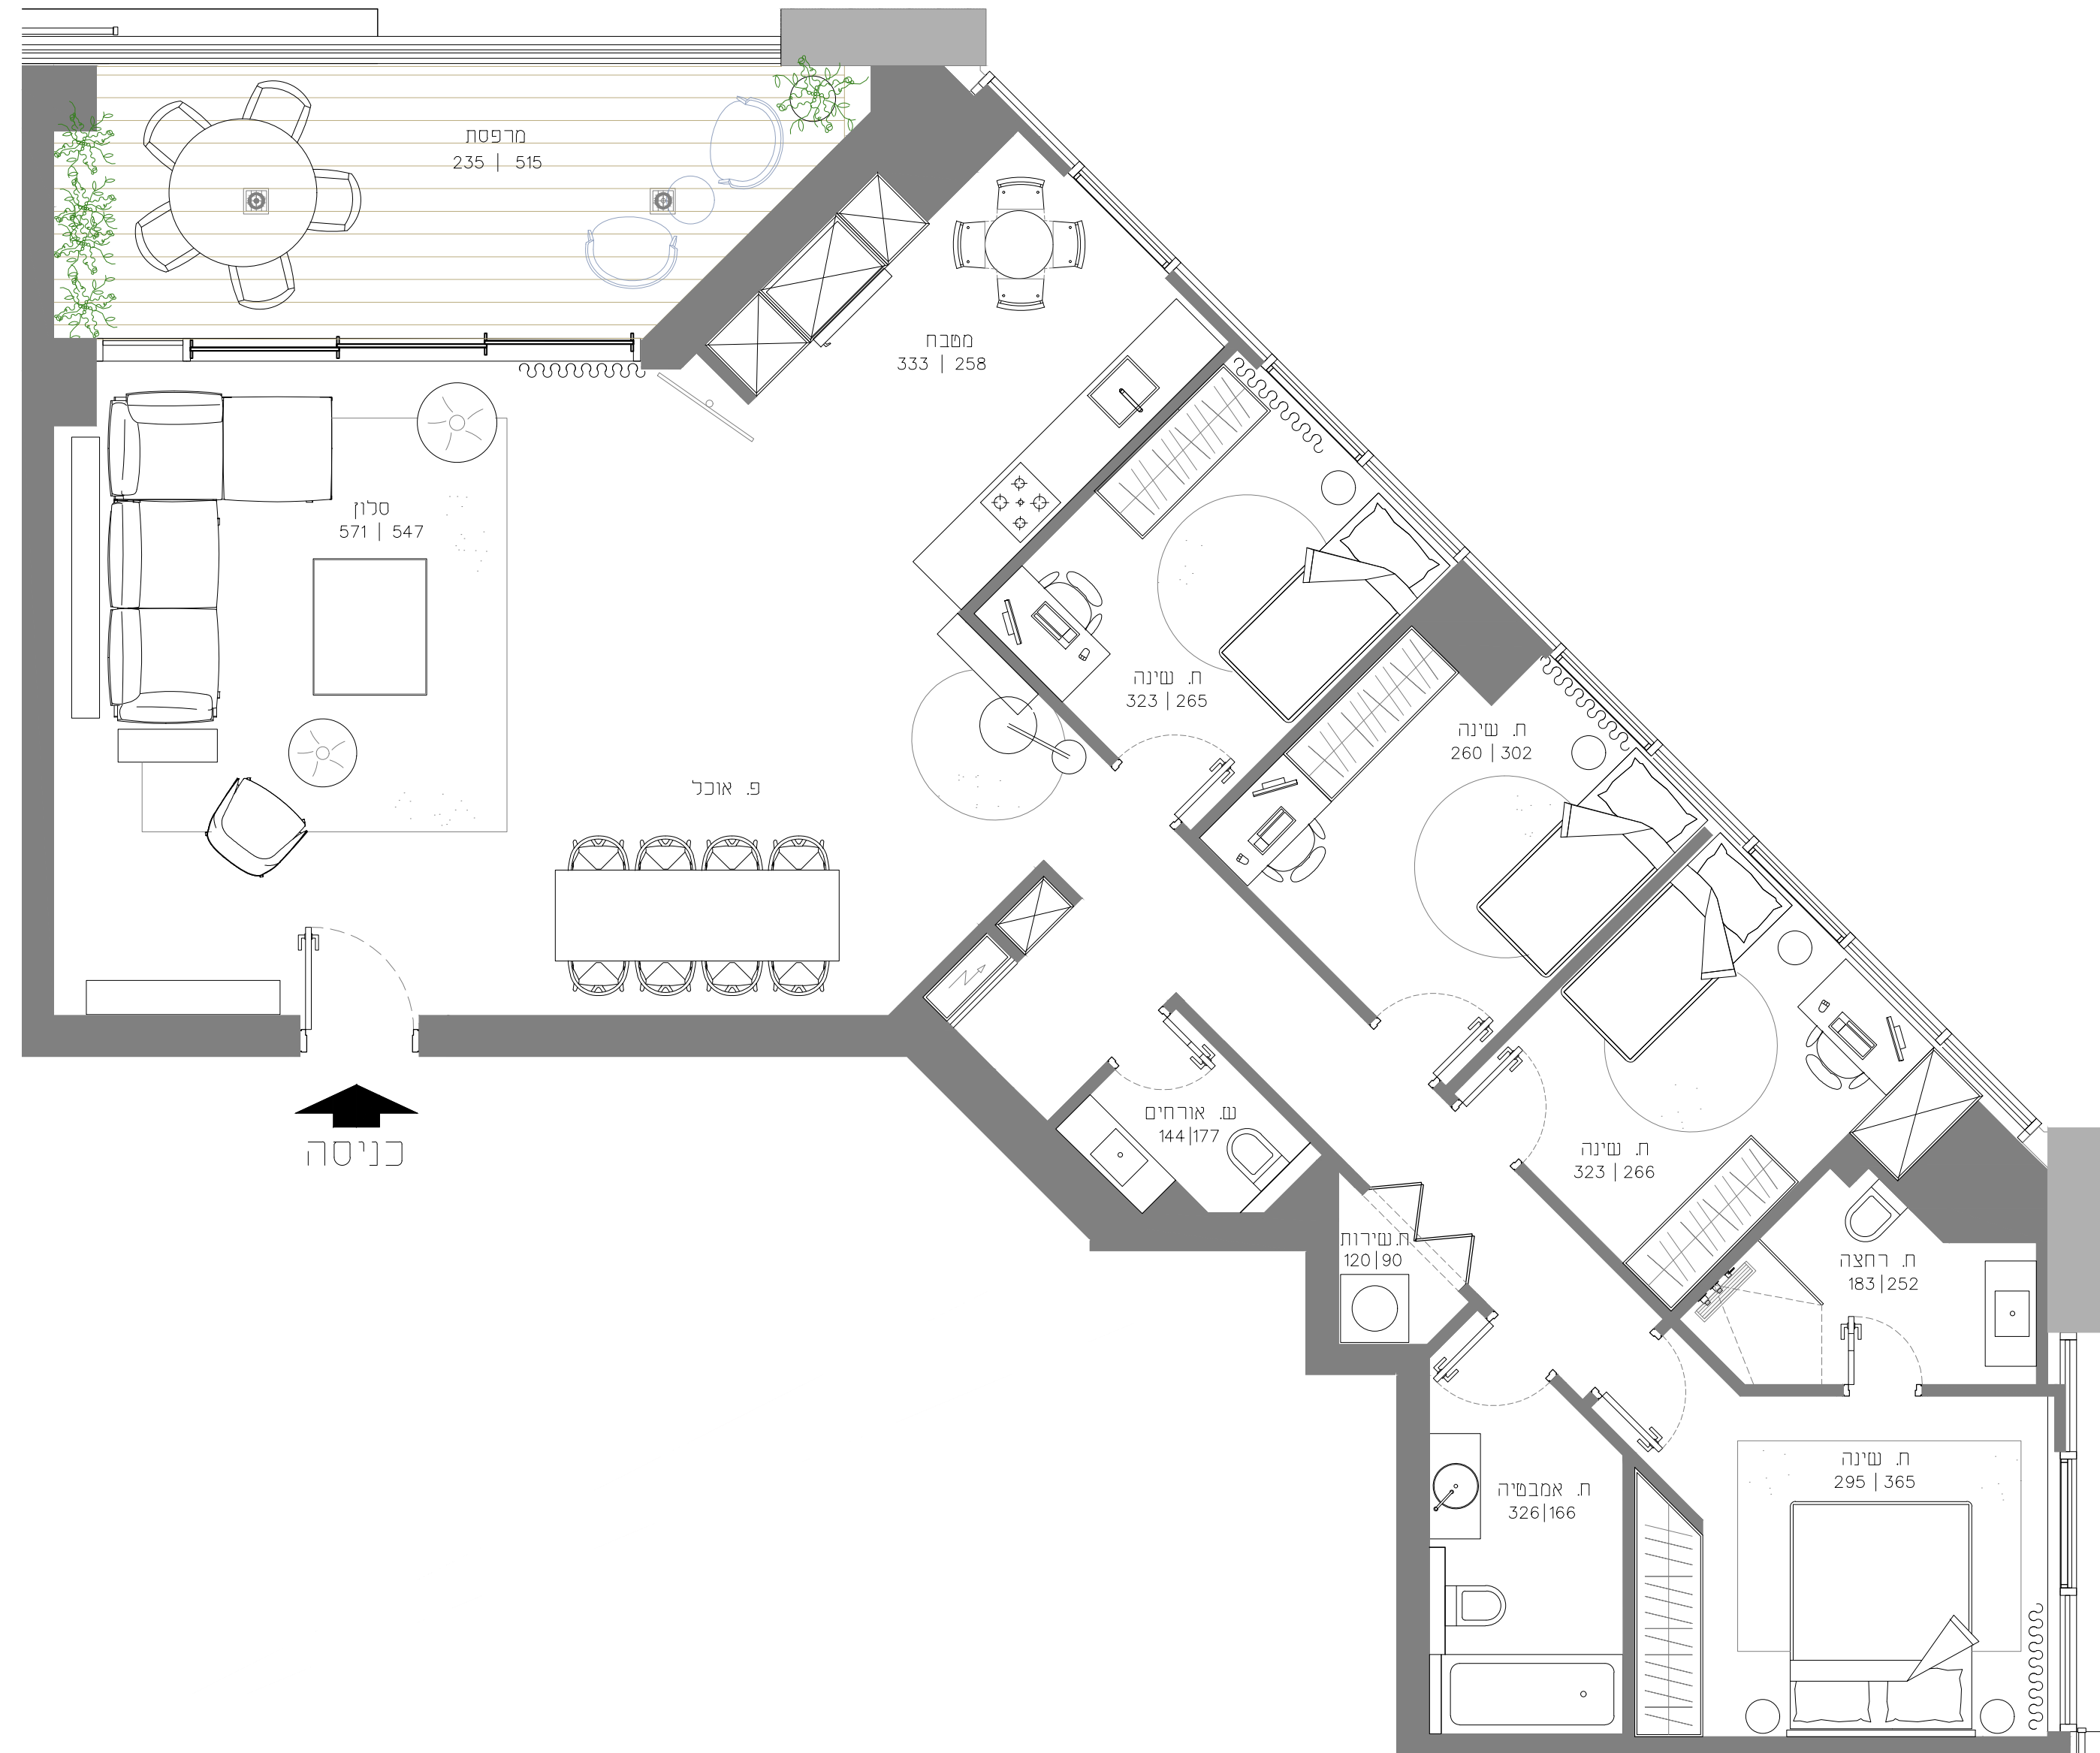 מרפסת
235 | 515
מטבח
333 | 258
סלון
571 | 547
ח. שינה
323 | 265
ח. שינה
260 | 302
פ. אוכל
ש. אורחים
144|177
ח. שינה
323 | 266
כניסה
ח.שירות
120|90
ח. רחצה
183|252
ח. שינה
295 | 365
ח. אמבטיה
326|166